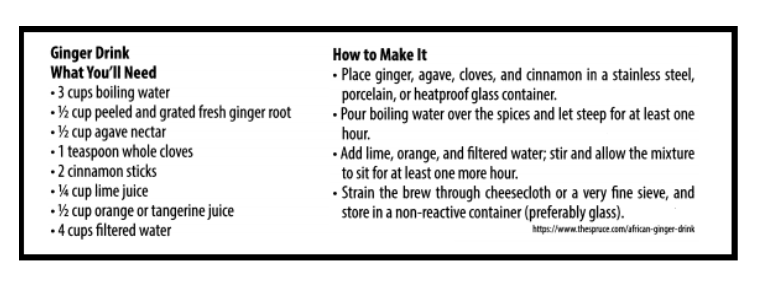 Ginger Drink
What You'll Need
• 3 cups boiling water
• ½ cup peeled and grated fresh ginger root
• ½ cup agave nectar
• 1 teaspoon whole cloves
• 2 cinnamon sticks
• ¼ cup lime juice
• ½ cup orange or tangerine juice
• 4 cups filtered water
How to Make It
• Place ginger, agave, cloves, and cinnamon in a stainless steel,
porcelain, or heatproof glass container.
• Pour boiling water over the spices and let steep for at least one
hour.
• Add lime, orange, and filtered water; stir and allow the mixture
to sit for at least one more hour.
• Strain the brew through cheesecloth or a very fine sieve, and
store in a non-reactive container (preferably glass).
https://www.thespruce.com/african-ginger-drink